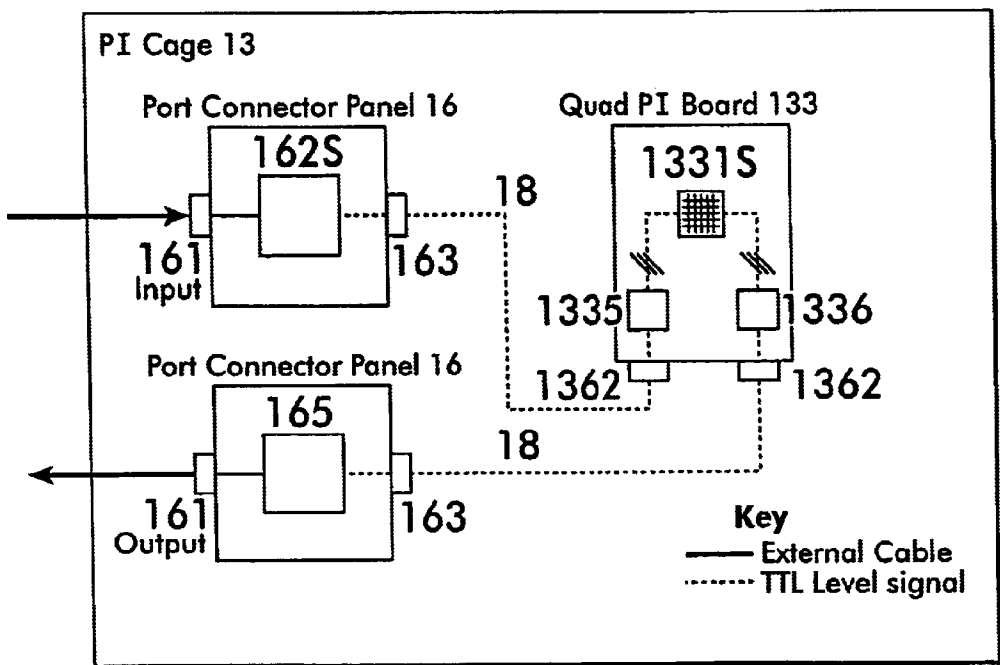 PI Cage 13
Port Connector Panel 16
162S
161
Input
163
18
Quad PI Board 133
1331S
1335
1336
1362
1362
Port Connector Panel 16
165
161
Output
163
18
Key
External Cable
TTL Level signal